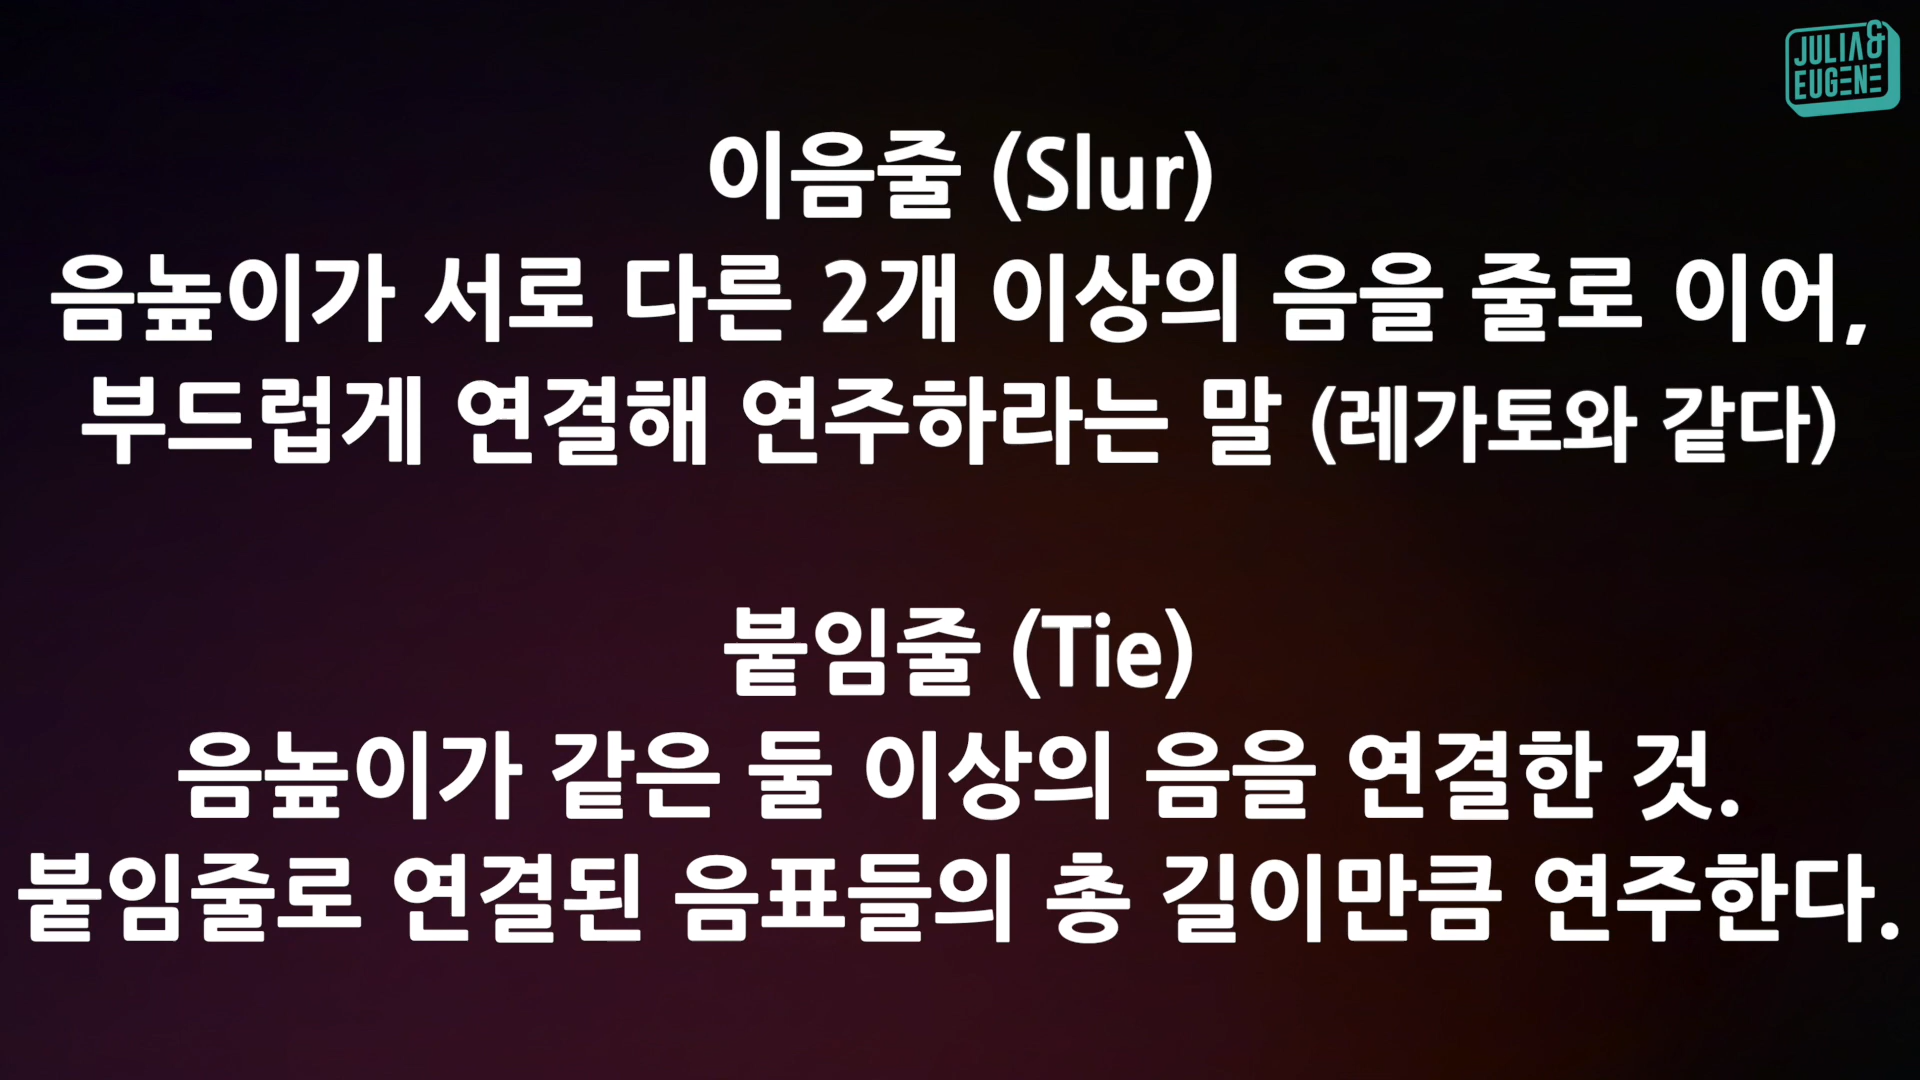 JULIA&
EUGENE
이음줄 (Slur)
음높이가 서로 다른 2개 이상의 음을 줄로 이어,
부드럽게 연결해 연주하라는 말 (레가토와 같다)
붙임줄 (Tie)
음높이가 같은 둘 이상의 음을 연결한 것.
붙임줄로 연결된 음표들의 총 길이만큼 연주한다.